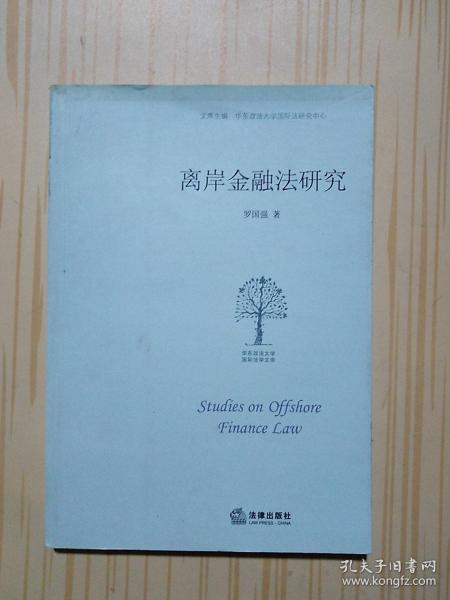 文库主编 华东政法大学国际法研究中心
离岸金融法研究
罗国强 著
华东政法大学
国际法学文库
Studies on Offshore
Finance Law
法律出版社
LAW PRESS·CHINA
孔夫子旧书网
www.kongfz.com